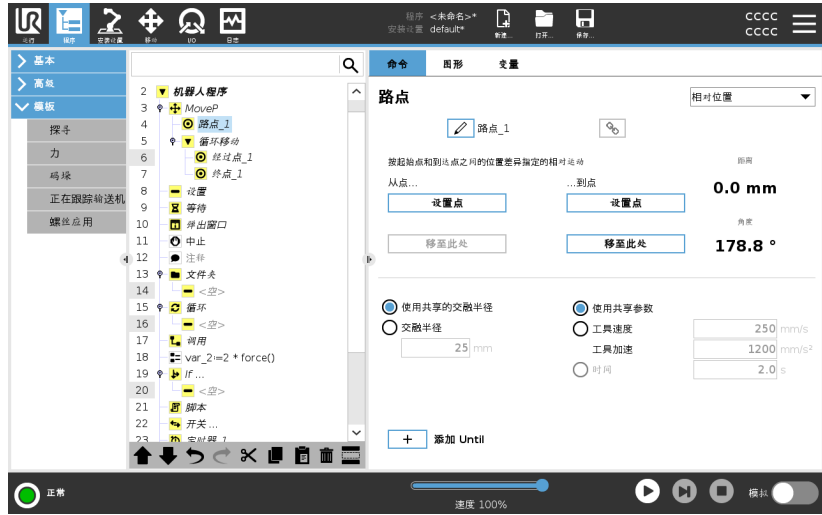 程序 <未命名>*
安装设置 default*
cccc
cccc
运行
程序
安装设置
移动
I/O
日志
新建...
打开...
保存...
基本
高级
模板
探寻
力
码垛
正在跟踪输送机
螺丝应用
2 机器人程序
3 MoveP
4 路点_1
5 循环移动
6 经过点_1
7 终点_1
8 设置
9 等待
10 弹出窗口
11 中止
12 注释
13 文件夹
14 <空>
15 循环
16 <空>
17 调用
18 var_2≔2 * force()
19 If ...
20 <空>
21 脚本
22 开关 ...
23 定时器_1
命令
图形
变量
路点
相对位置
路点_1
按起始点和到达点之间的位置差异指定的相对运动
距离
从点...
...到点
0.0 mm
设置点
设置点
角度
移至此处
移至此处
178.8 °
使用共享的交融半径
使用共享参数
交融半径
工具速度
250 mm/s
25 mm
工具加速
1200 mm/s²
时间
2.0 s
+ 添加 Until
正常
速度 100%
模拟